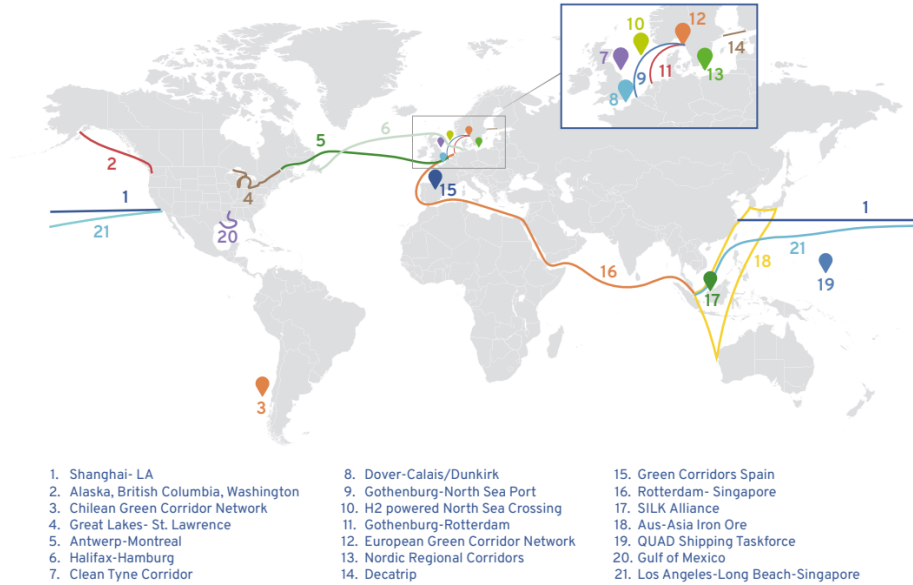 10
12
14
7
13
11
9
8
6
5
2
15
4
1
1
21
20
21
18
16
19
17
3
1. Shanghai- LA
2. Alaska, British Columbia, Washington
3. Chilean Green Corridor Network
4. Great Lakes- St. Lawrence
5. Antwerp-Montreal
6. Halifax-Hamburg
7. Clean Tyne Corridor
8. Dover-Calais/Dunkirk
9. Gothenburg-North Sea Port
10. H2 powered North Sea Crossing
11. Gothenburg-Rotterdam
12. European Green Corridor Network
13. Nordic Regional Corridors
14. Decatrip
15. Green Corridors Spain
16. Rotterdam- Singapore
17. SILK Alliance
18. Aus-Asia Iron Ore
19. QUAD Shipping Taskforce
20. Gulf of Mexico
21. Los Angeles-Long Beach-Singapore